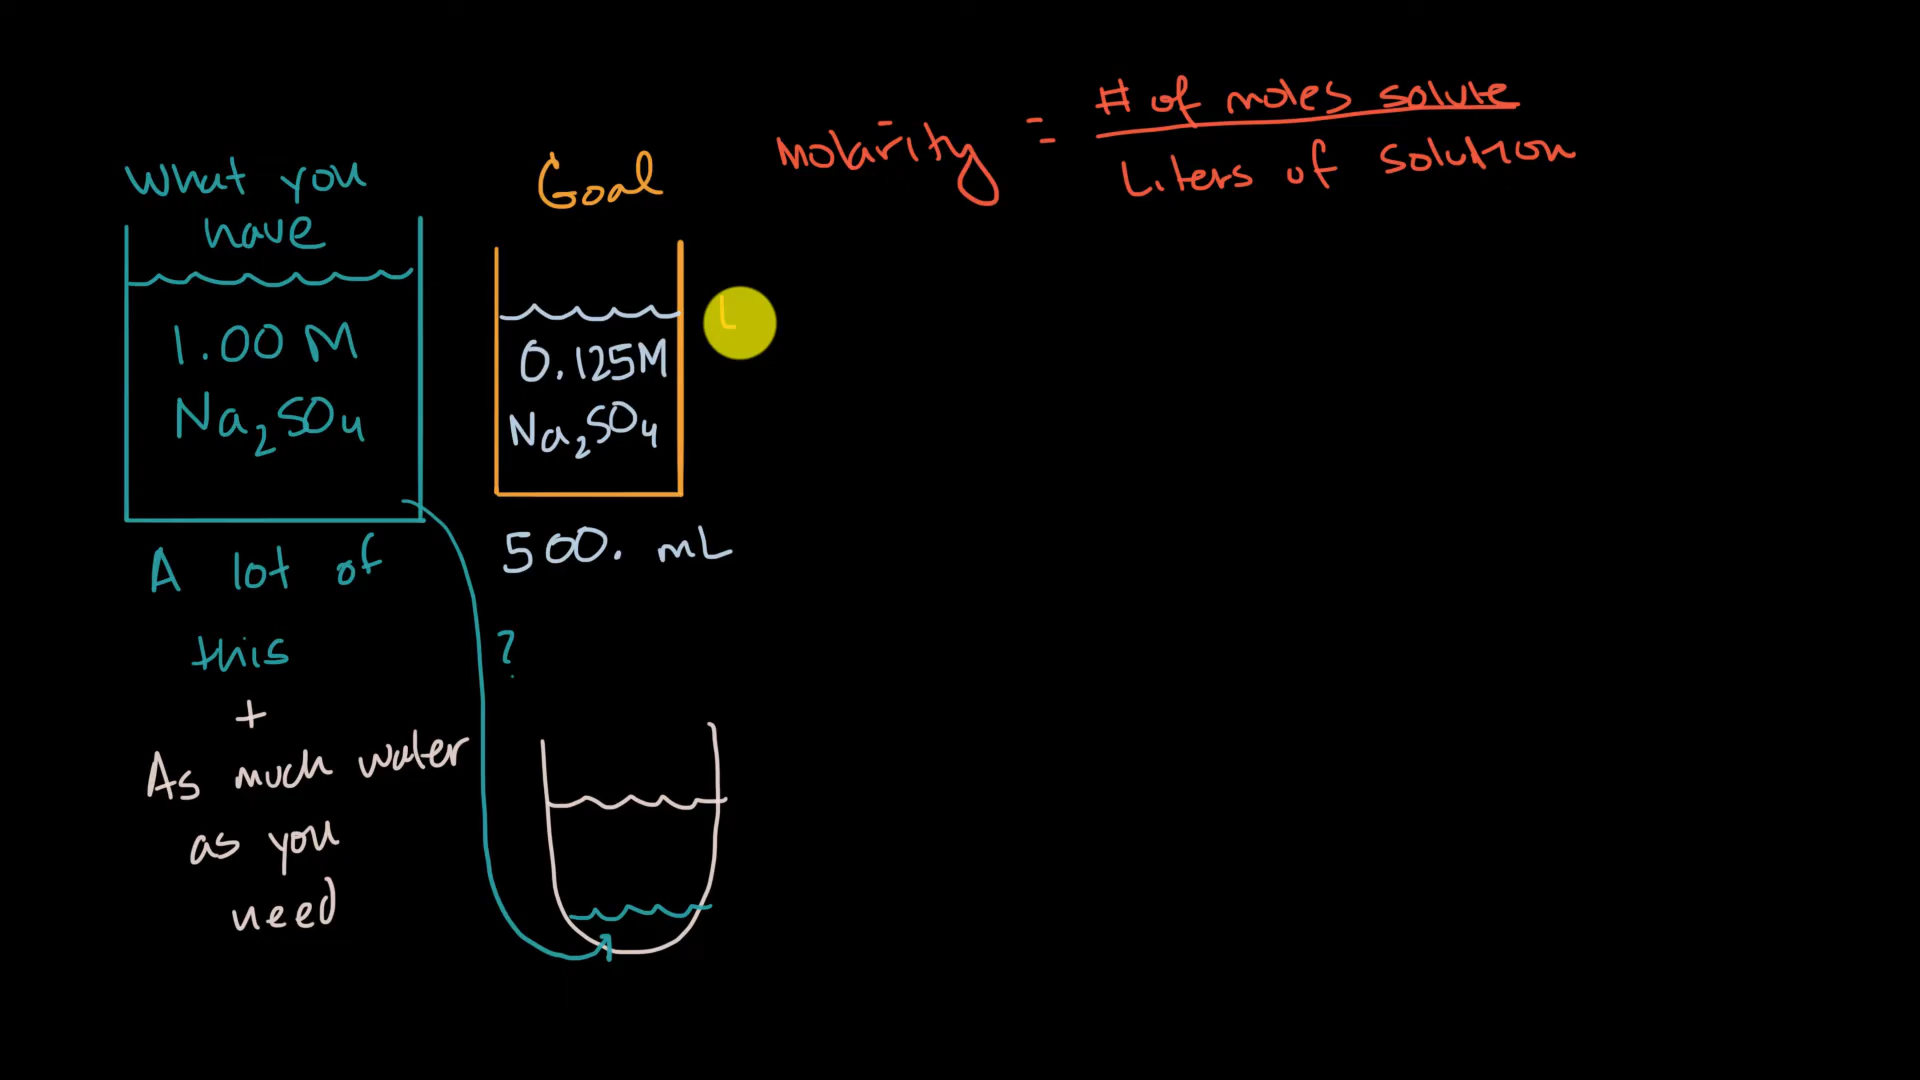 What you
have
1.00 M
Na₂SO₄
A lot of
this
+
As much water
as you
need
Goal
0.125M
Na₂SO₄
500. mL
?
Molarity = # of moles solute
Liters of solution